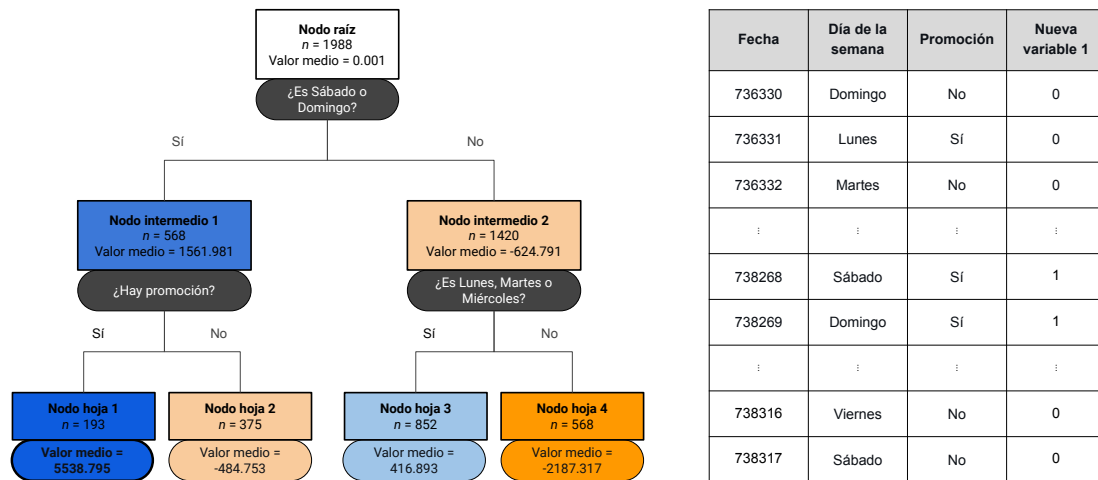 Nodo raíz
n = 1988
Valor medio = 0.001
¿Es Sábado o
Domingo?
Sí
No
Nodo intermedio 1
n = 568
Valor medio = 1561.981
¿Hay promoción?
Nodo intermedio 2
n = 1420
Valor medio = -624.791
¿Es Lunes, Martes o
Miércoles?
Sí
No
Sí
No
Nodo hoja 1
n = 193
Valor medio =
5538.795
Nodo hoja 2
n = 375
Valor medio =
-484.753
Nodo hoja 3
n = 852
Valor medio =
416.893
Nodo hoja 4
n = 568
Valor medio =
-2187.317
Fecha Día de la semana Promoción Nueva variable 1
736330 Domingo No 0
736331 Lunes Sí 0
736332 Martes No 0
⋮ ⋮ ⋮ ⋮
738268 Sábado Sí 1
738269 Domingo Sí 1
⋮ ⋮ ⋮ ⋮
738316 Viernes No 0
738317 Sábado No 0